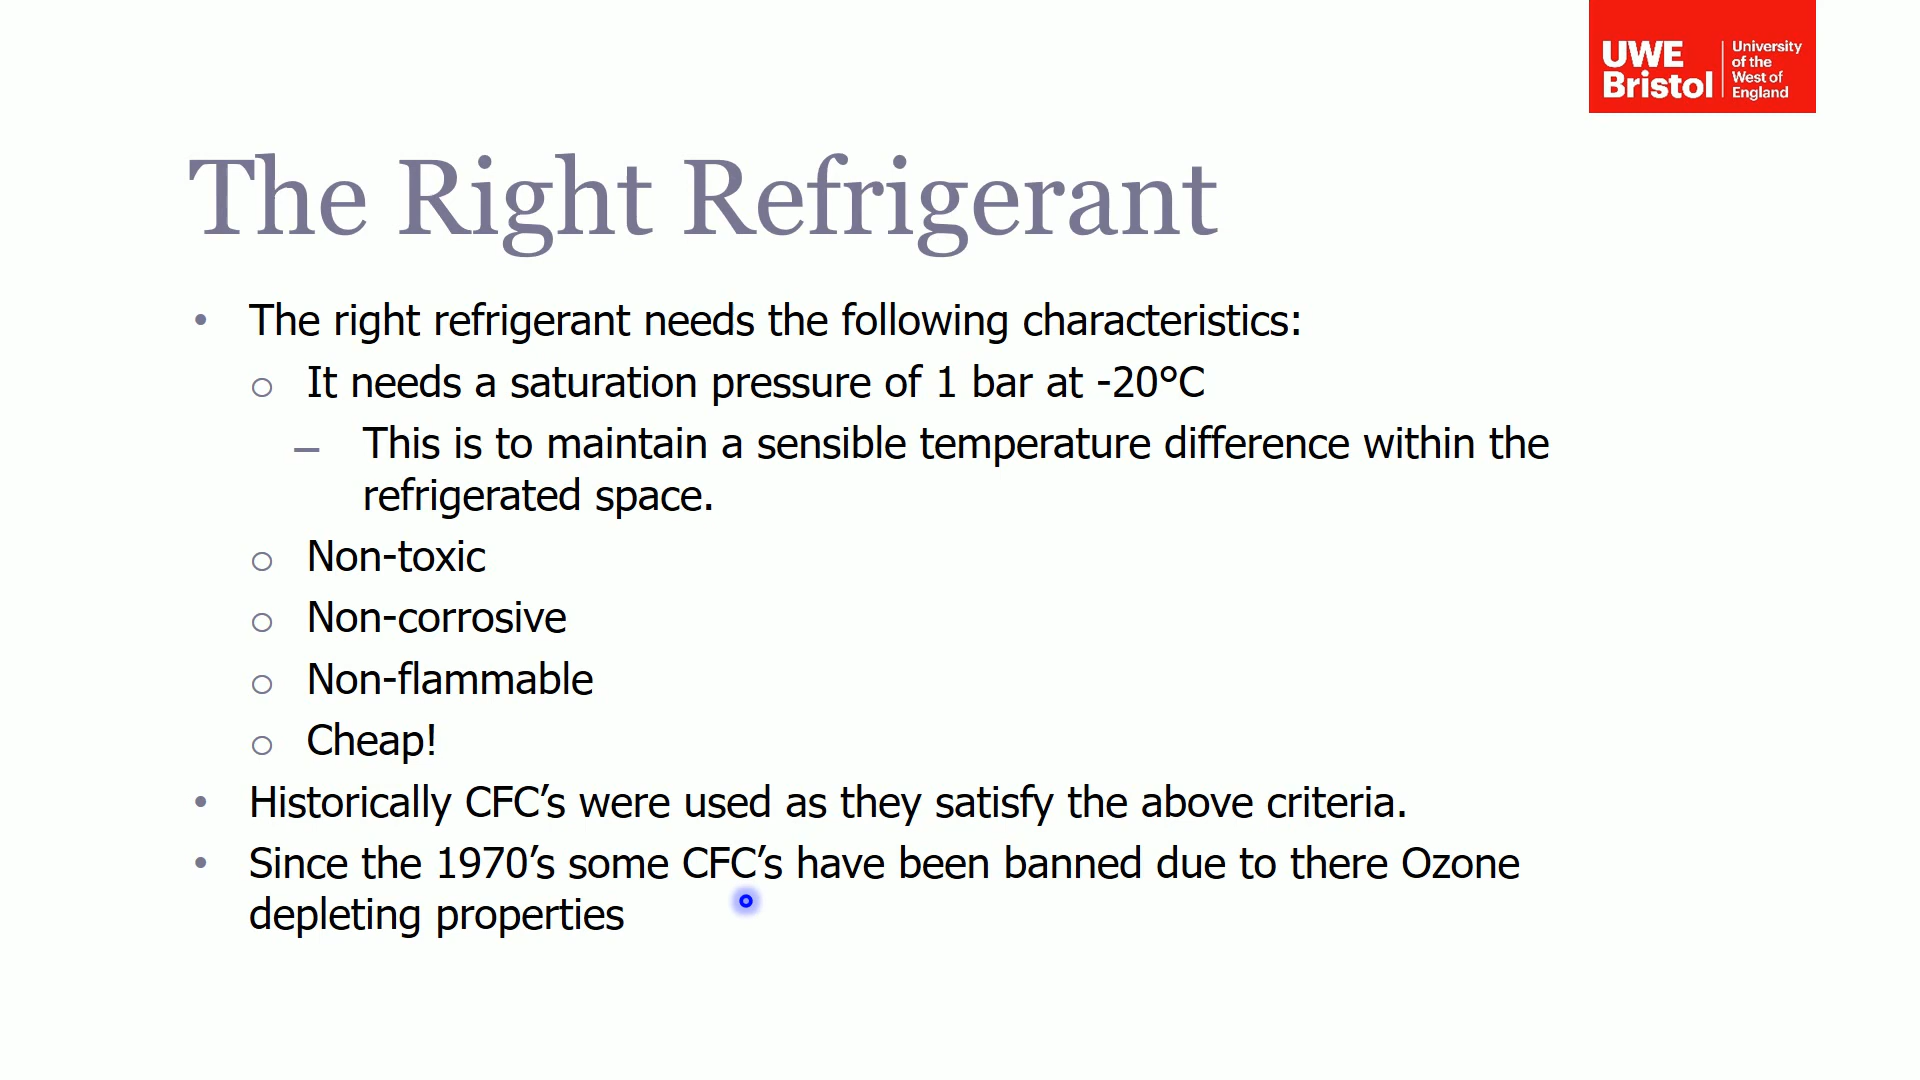 UWE
Bristol
University
of the
West of
England
The Right Refrigerant
• The right refrigerant needs the following characteristics:
○ It needs a saturation pressure of 1 bar at -20°C
– This is to maintain a sensible temperature difference within the
refrigerated space.
○ Non-toxic
○ Non-corrosive
○ Non-flammable
○ Cheap!
• Historically CFC’s were used as they satisfy the above criteria.
• Since the 1970’s some CFC’s have been banned due to there Ozone
depleting properties